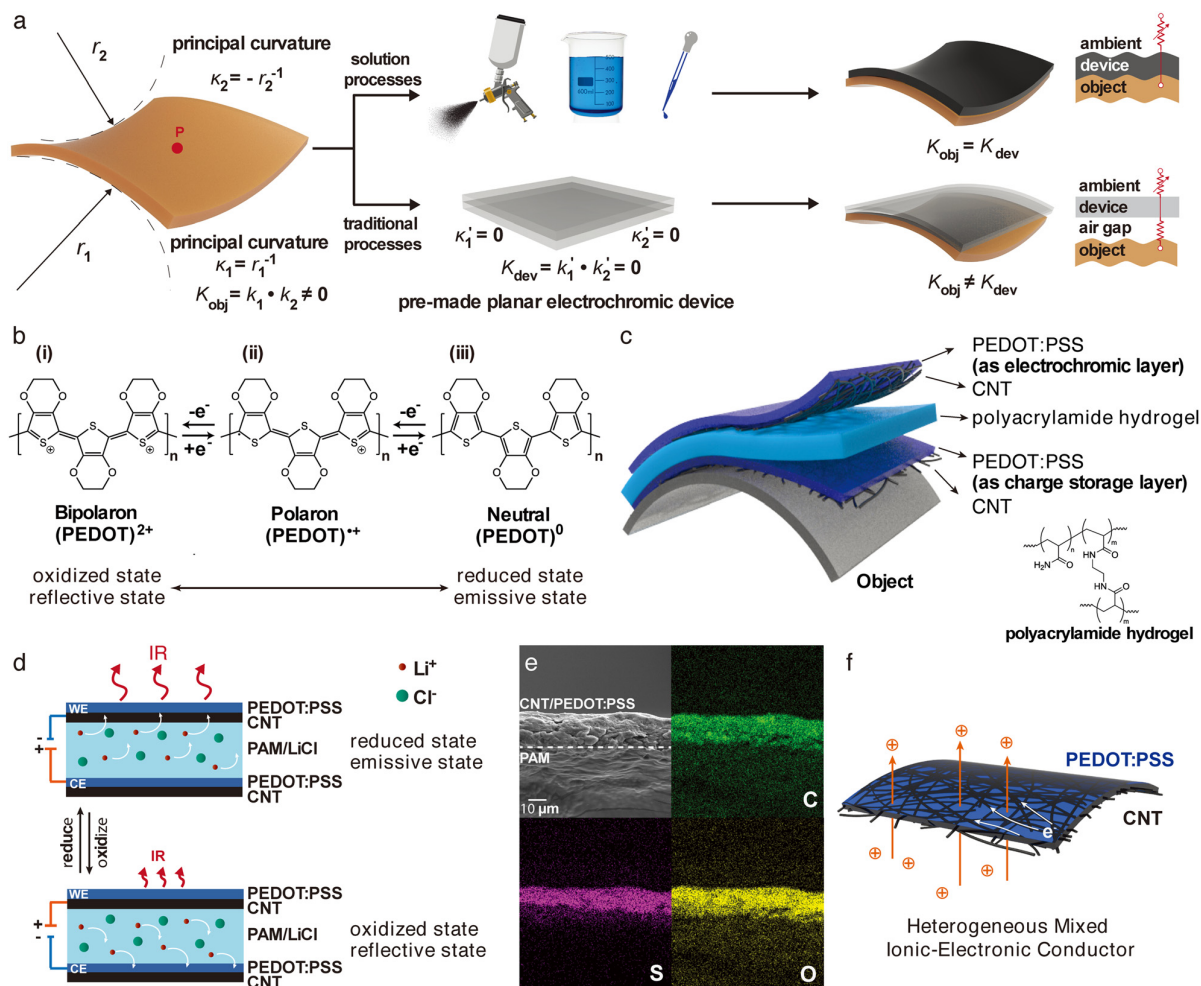 a
r2
principal curvature
κ2 = - r2-1
P
r1
principal curvature
κ1 = r1-1
Kobj = k1 • k2 ≠ 0
solution
processes
traditional
processes
600ml
κ1' = 0
κ2' = 0
Kdev = k1' • k2' = 0
pre-made planar electrochromic device
Kobj = Kdev
ambient
device
object
Kobj ≠ Kdev
ambient
device
air gap
object
b
(i)
(ii)
(iii)
-e-
+e-
-e-
+e-
n
n
n
Bipolaron
(PEDOT)2+
Polaron
(PEDOT)•+
Neutral
(PEDOT)0
oxidized state
reflective state
reduced state
emissive state
c
PEDOT:PSS
(as electrochromic layer)
CNT
polyacrylamide hydrogel
PEDOT:PSS
(as charge storage layer)
CNT
Object
polyacrylamide hydrogel
d
IR
Li+
Cl-
WE
PEDOT:PSS
CNT
PAM/LiCl
CE
PEDOT:PSS
CNT
-
+
reduced state
emissive state
reduce
oxidize
IR
WE
PEDOT:PSS
CNT
PAM/LiCl
CE
PEDOT:PSS
CNT
+
-
oxidized state
reflective state
e
CNT/PEDOT:PSS
PAM
10 μm
C
S
O
f
PEDOT:PSS
CNT
e-
Heterogeneous Mixed
Ionic-Electronic Conductor